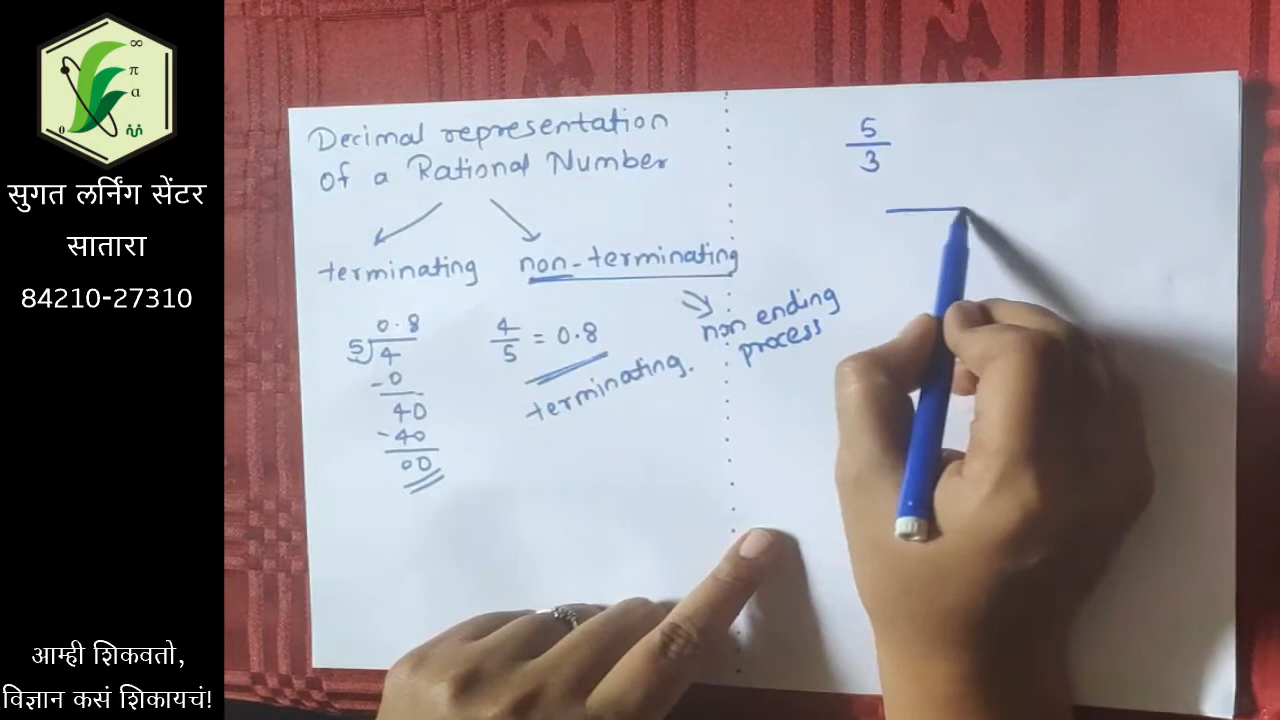 ∞
π
α
0
सुगत लर्निंग सेंटर
सातारा
84210-27310
आम्ही शिकवतो,
विज्ञान कसं शिकायचं!
Decimal representation
of a Rational Number
terminating
non-terminating
non ending
process
0.8
5 4
-0
40
-40
00
4/5 = 0.8
terminating.
5
3